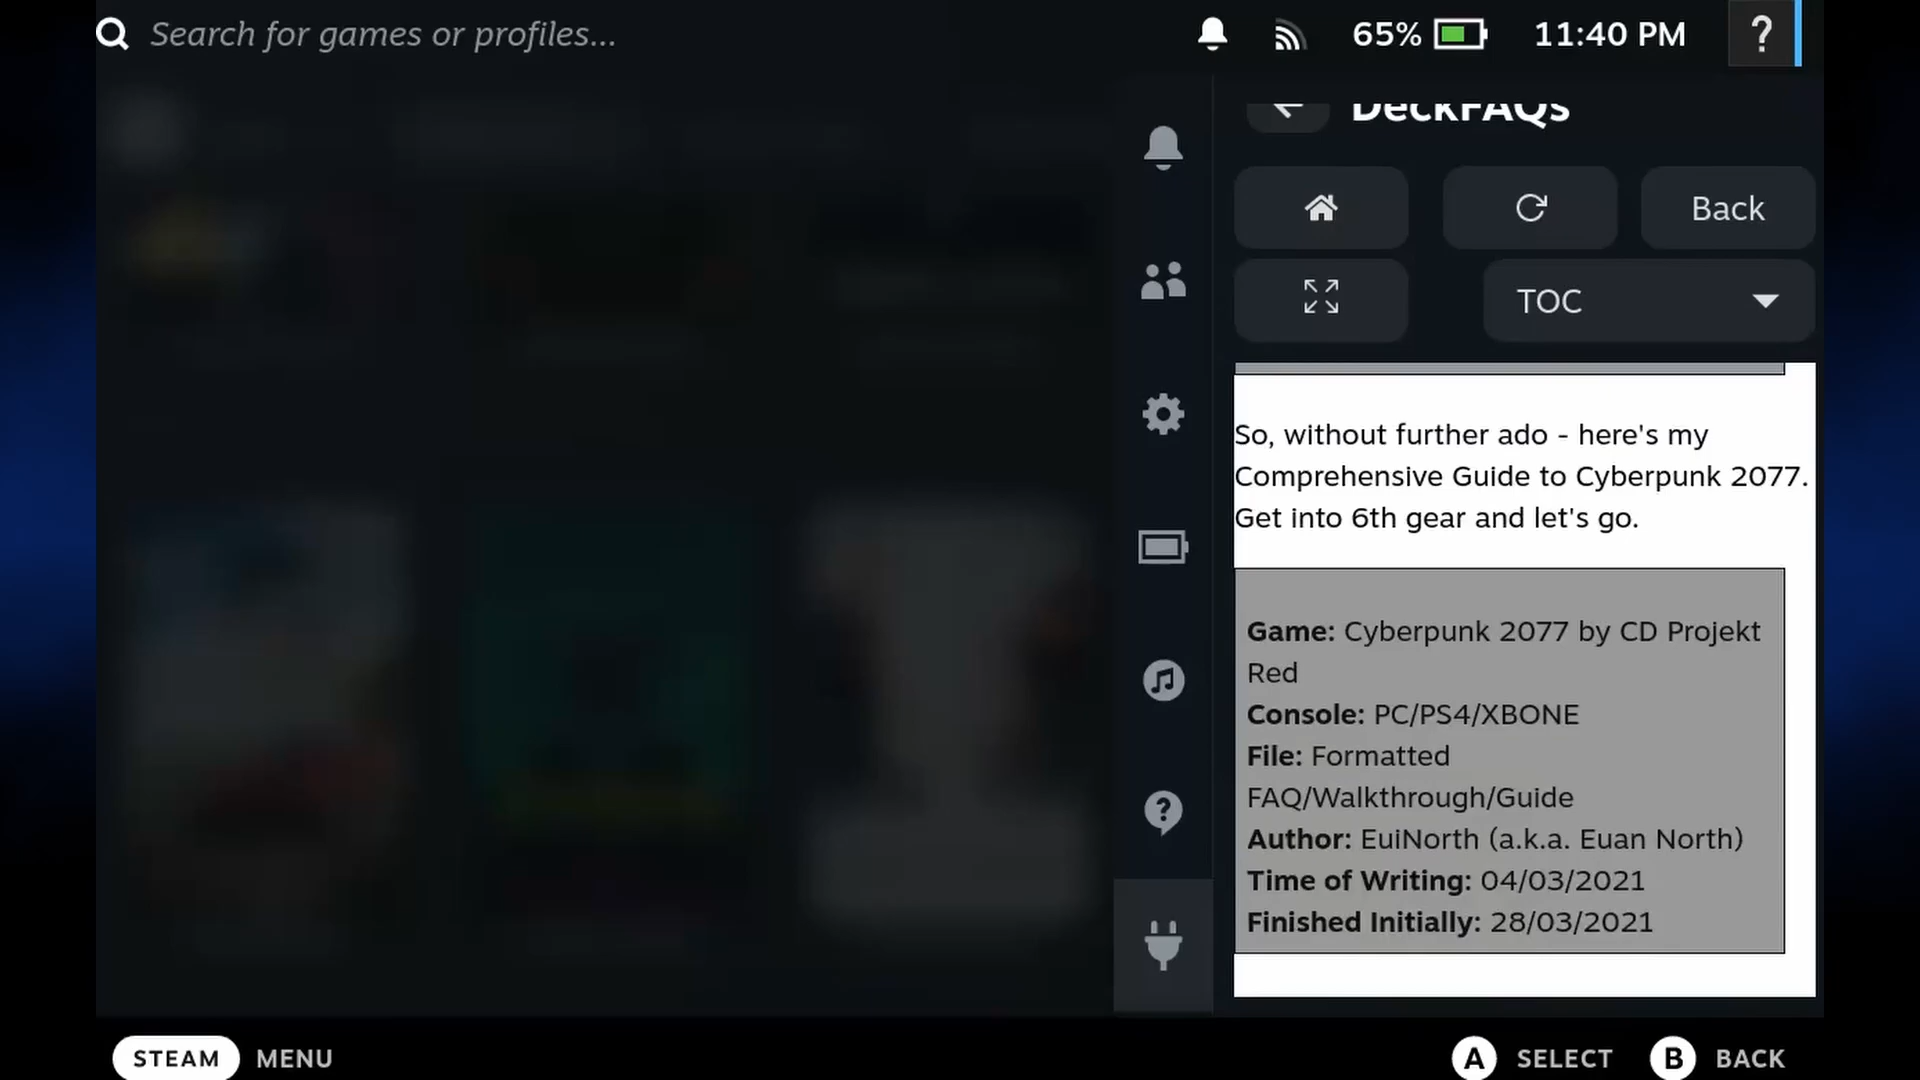 Search for games or profiles...
65%
11:40 PM
?
DeckFAQs
Back
TOC
So, without further ado - here's my
Comprehensive Guide to Cyberpunk 2077.
Get into 6th gear and let's go.
Game: Cyberpunk 2077 by CD Projekt
Red
Console: PC/PS4/XBONE
File: Formatted
FAQ/Walkthrough/Guide
Author: EuiNorth (a.k.a. Euan North)
Time of Writing: 04/03/2021
Finished Initially: 28/03/2021
STEAM MENU
A SELECT B BACK